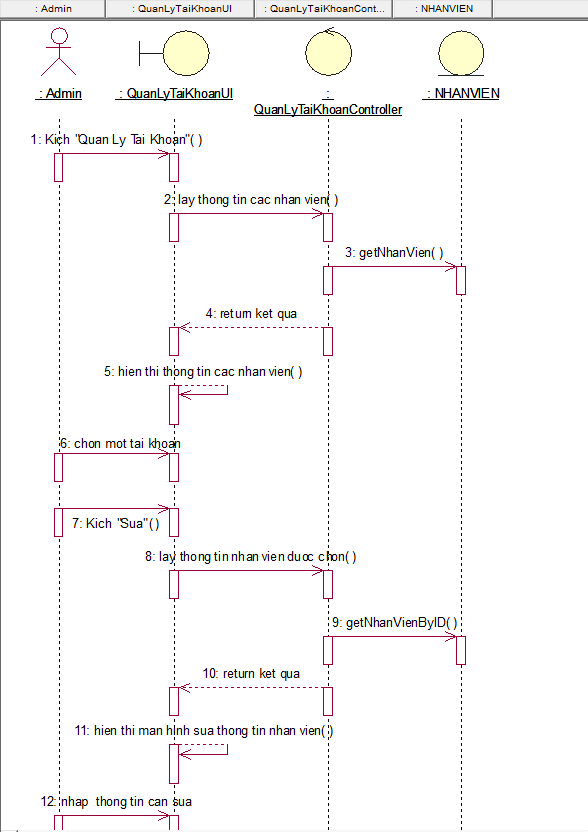 : Admin
: QuanLyTaiKhoanUI
: QuanLyTaiKhoanCont...
: NHANVIEN
: Admin
: QuanLyTaiKhoanUI
:
QuanLyTaiKhoanController
: NHANVIEN
1: Kich "Quan Ly Tai Khoan"( )
2: lay thong tin cac nhan vien( )
3: getNhanVien( )
4: return ket qua
5: hien thi thong tin cac nhan vien( )
6: chon mot tai khoan
7: Kich "Sua"( )
8: lay thong tin nhan vien duoc chon( )
9: getNhanVienByID( )
10: return ket qua
11: hien thi man hinh sua thong tin nhan vien( )
12: nhap thong tin can sua